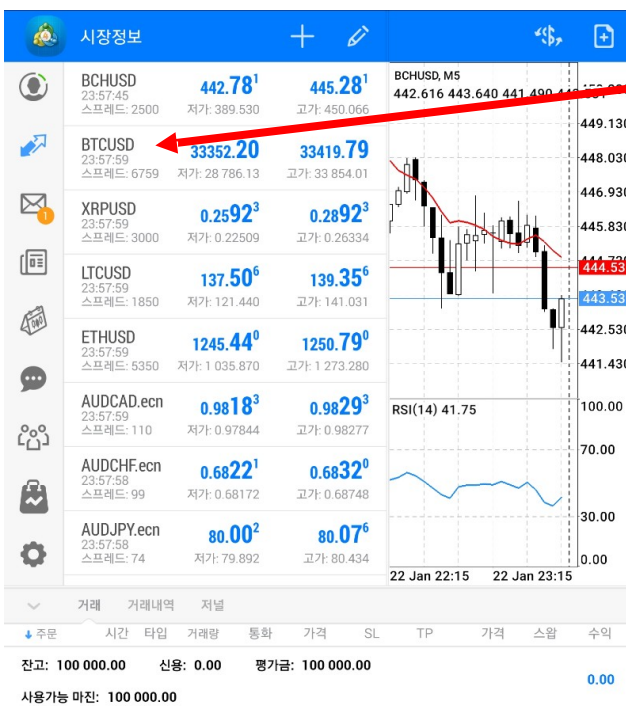 시장정보
BCHUSD
23:57:45
스프레드: 2500
442.78¹
저가: 389.530
445.28¹
고가: 450.066
BTCUSD
23:57:59
스프레드: 6759
33352.20
저가: 28 786.13
33419.79
고가: 33 854.01
XRPUSD
23:57:59
스프레드: 3000
0.2592³
저가: 0.22509
0.2892³
고가: 0.26334
LTCUSD
23:57:59
스프레드: 1850
137.50⁶
저가: 121.440
139.35⁶
고가: 141.031
ETHUSD
23:57:59
스프레드: 5350
1245.44⁰
저가: 1 035.870
1250.79⁰
고가: 1 273.280
AUDCAD.ecn
23:57:59
스프레드: 110
0.9818³
저가: 0.97844
0.9829³
고가: 0.98277
AUDCHF.ecn
23:57:58
스프레드: 99
0.6822¹
저가: 0.68172
0.6832⁰
고가: 0.68748
AUDJPY.ecn
23:57:58
스프레드: 74
80.00²
저가: 79.892
80.07⁶
고가: 80.434
1
BCHUSD, M5
442.616 443.640 441.490
449.130
448.030
446.930
445.830
444.53
443.53
442.530
441.430
RSI(14) 41.75
100.00
70.00
30.00
0.00
22 Jan 22:15 22 Jan 23:15
거래 거래내역 저널
주문 시간 타입 거래량 통화 가격 SL TP 가격 스왑 수익
잔고: 100 000.00 신용: 0.00 평가금: 100 000.00
0.00
사용가능 마진: 100 000.00